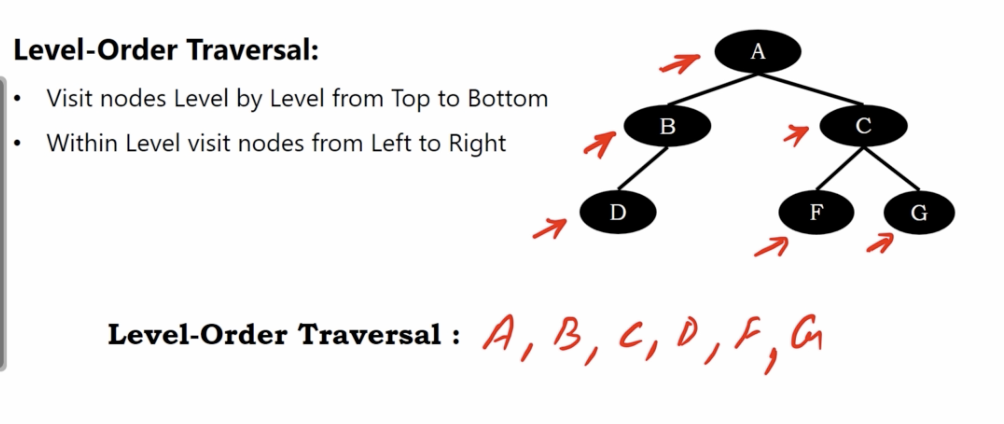 Level-Order Traversal:
• Visit nodes Level by Level from Top to Bottom
• Within Level visit nodes from Left to Right
A
B C
D F G
Level-Order Traversal : A, B, C, D, F, G